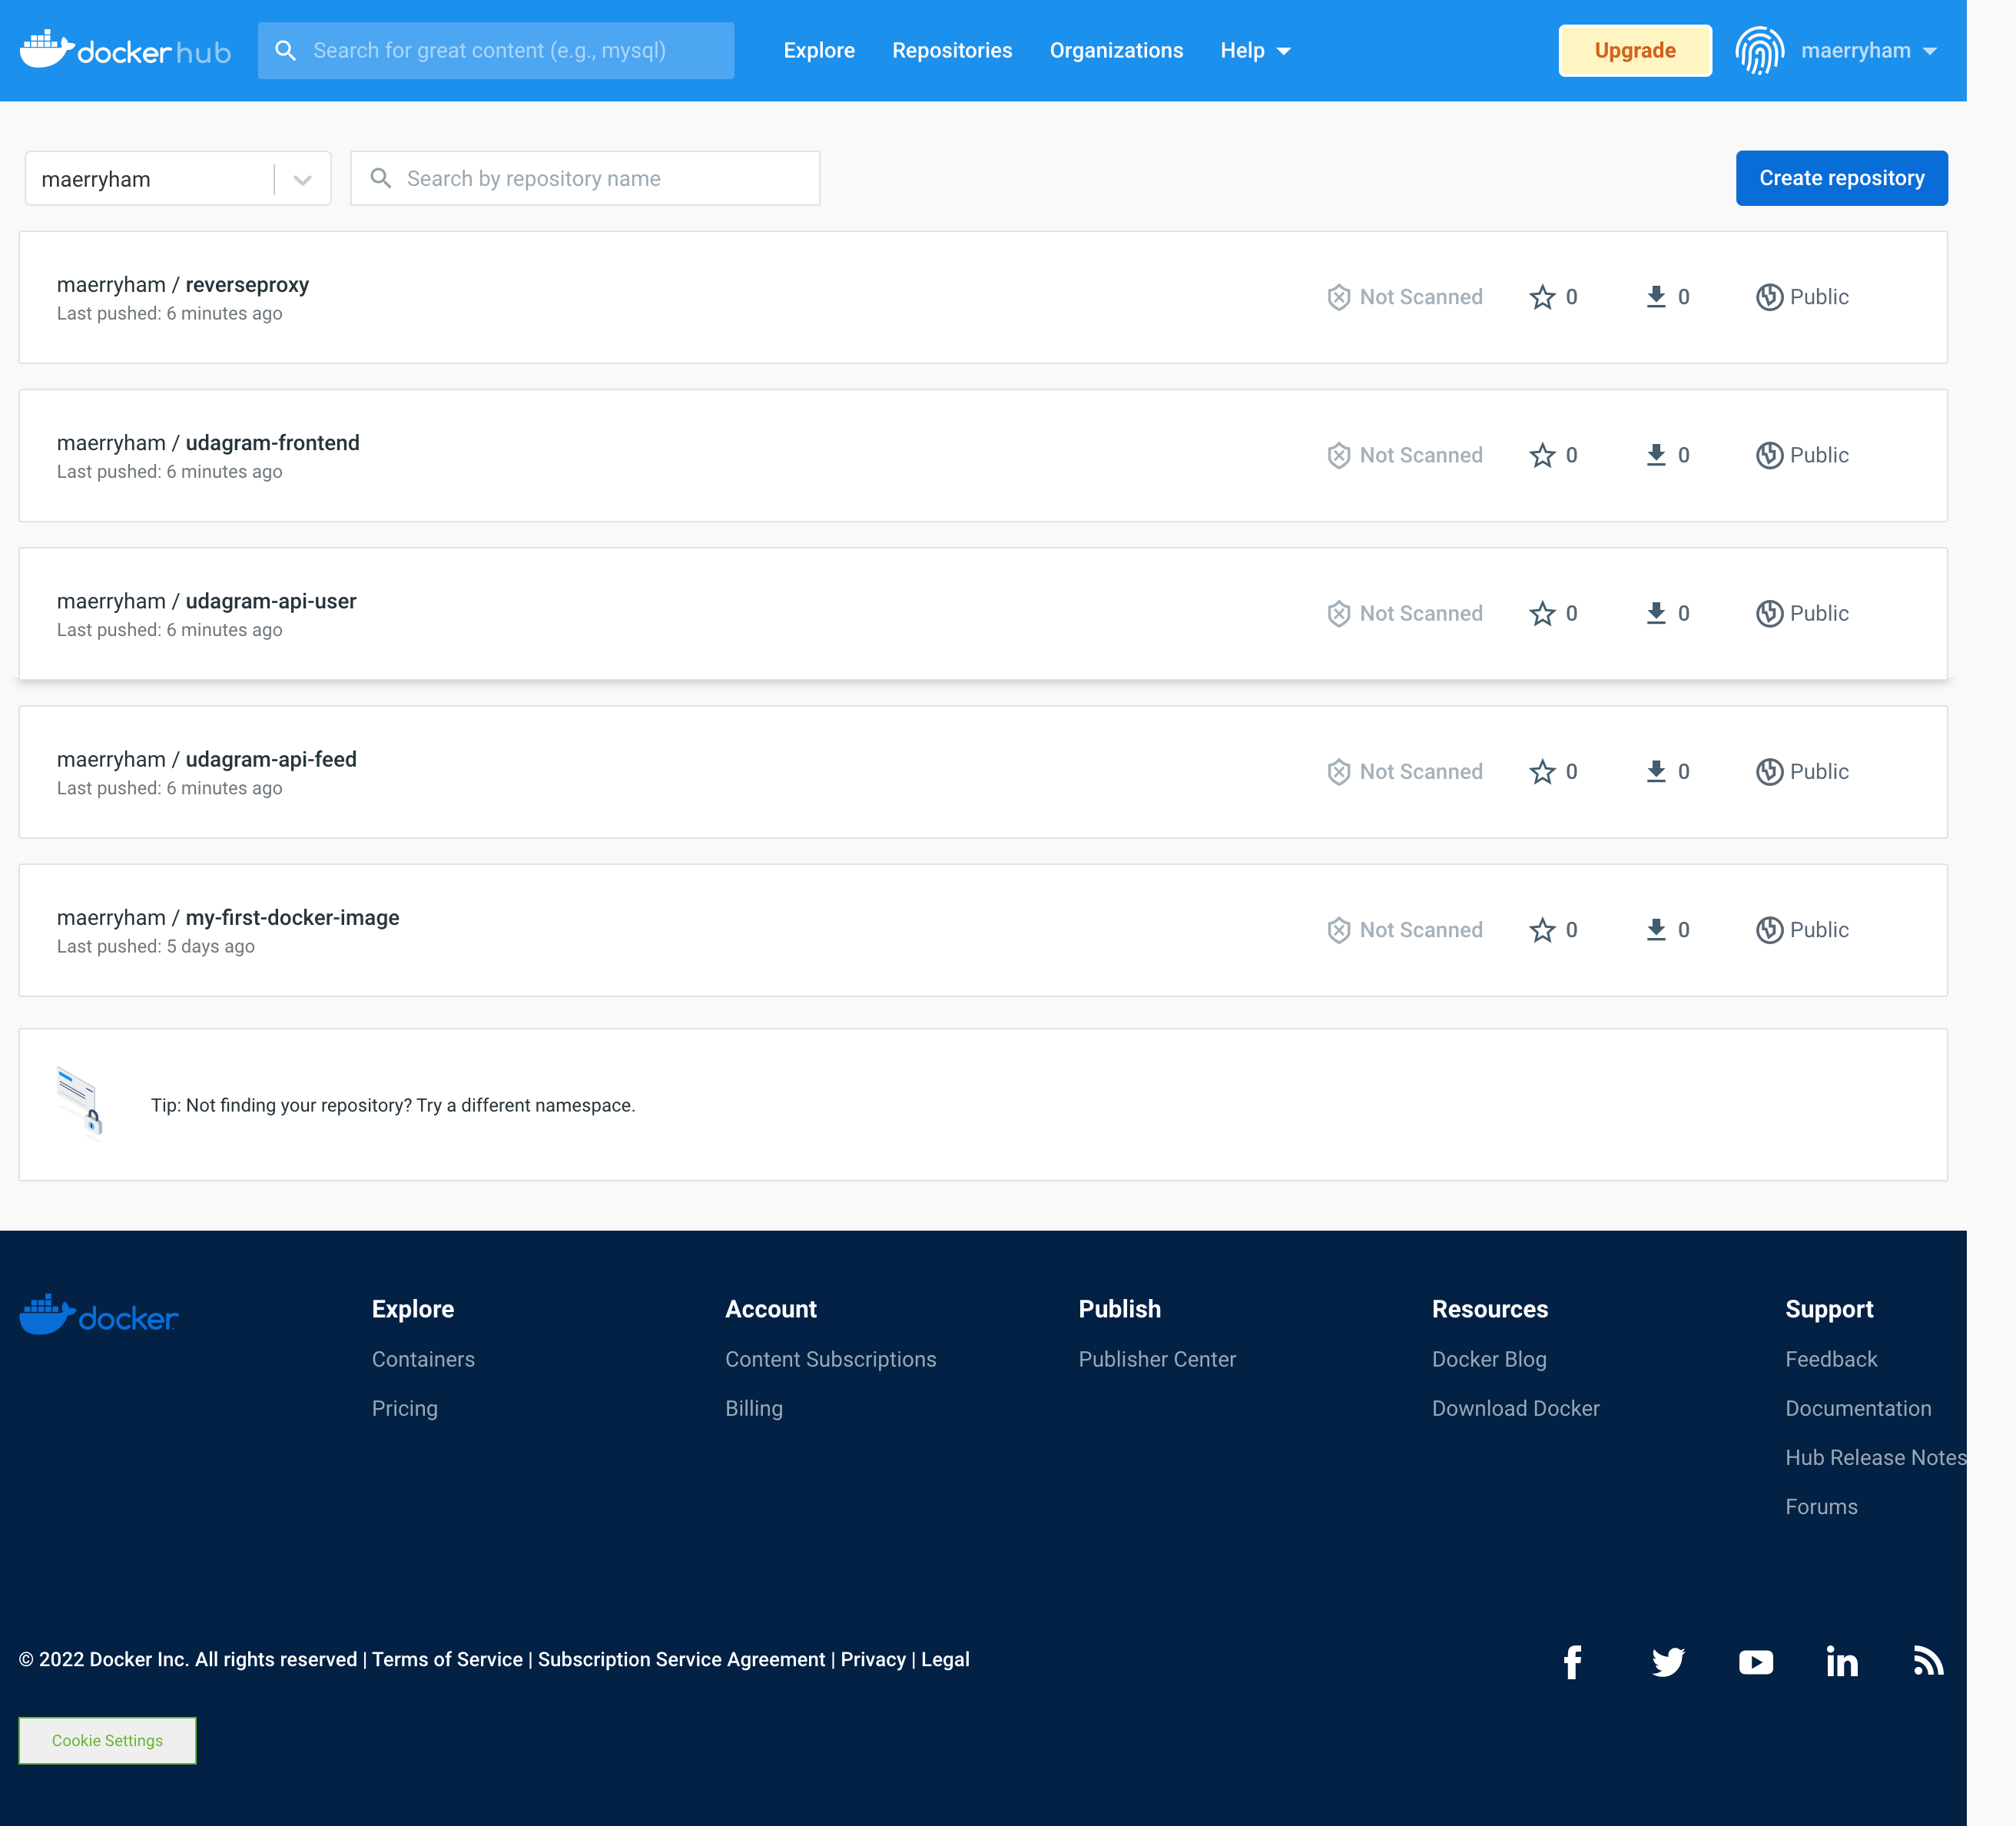 docker hub
Search for great content (e.g., mysql)
Explore
Repositories
Organizations
Help
Upgrade
maerryham
maerryham
Search by repository name
Create repository
maerryham / reverseproxy
Last pushed: 6 minutes ago
Not Scanned
0
0
Public
maerryham / udagram-frontend
Last pushed: 6 minutes ago
Not Scanned
0
0
Public
maerryham / udagram-api-user
Last pushed: 6 minutes ago
Not Scanned
0
0
Public
maerryham / udagram-api-feed
Last pushed: 6 minutes ago
Not Scanned
0
0
Public
maerryham / my-first-docker-image
Last pushed: 5 days ago
Not Scanned
0
0
Public
Tip: Not finding your repository? Try a different namespace.
docker
Explore
Containers
Pricing
Account
Content Subscriptions
Billing
Publish
Publisher Center
Resources
Docker Blog
Download Docker
Support
Feedback
Documentation
Hub Release Notes
Forums
© 2022 Docker Inc. All rights reserved | Terms of Service | Subscription Service Agreement | Privacy | Legal
Cookie Settings